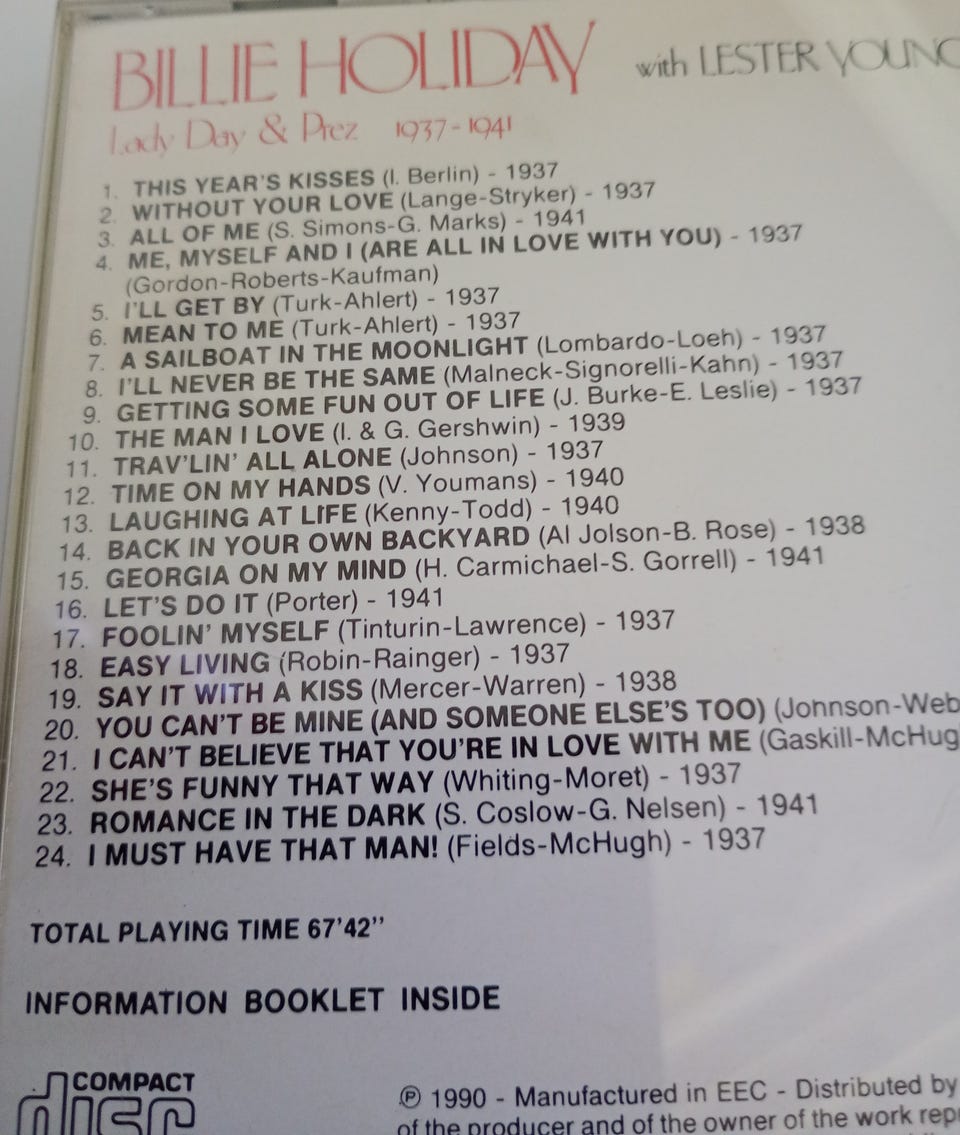 BILLIE HOLIDAY with LESTER YOUNG
Lady Day & Prez 1937-1941
1. THIS YEAR'S KISSES (I. Berlin) - 1937
2. WITHOUT YOUR LOVE (Lange-Stryker) - 1937
3. ALL OF ME (S. Simons-G. Marks) - 1941
4. ME, MYSELF AND I (ARE ALL IN LOVE WITH YOU) - 1937
(Gordon-Roberts-Kaufman)
5. I'LL GET BY (Turk-Ahlert) - 1937
6. MEAN TO ME (Turk-Ahlert) - 1937
7. A SAILBOAT IN THE MOONLIGHT (Lombardo-Loeh) - 1937
8. I'LL NEVER BE THE SAME (Malneck-Signorelli-Kahn) - 1937
9. GETTING SOME FUN OUT OF LIFE (J. Burke-E. Leslie) - 1937
10. THE MAN I LOVE (I. & G. Gershwin) - 1939
11. TRAV'LIN' ALL ALONE (Johnson) - 1937
12. TIME ON MY HANDS (V. Youmans) - 1940
13. LAUGHING AT LIFE (Kenny-Todd) - 1940
14. BACK IN YOUR OWN BACKYARD (Al Jolson-B. Rose) - 1938
15. GEORGIA ON MY MIND (H. Carmichael-S. Gorrell) - 1941
16. LET'S DO IT (Porter) - 1941
17. FOOLIN' MYSELF (Tinturin-Lawrence) - 1937
18. EASY LIVING (Robin-Rainger) - 1937
19. SAY IT WITH A KISS (Mercer-Warren) - 1938
20. YOU CAN'T BE MINE (AND SOMEONE ELSE'S TOO) (Johnson-Web
21. I CAN'T BELIEVE THAT YOU'RE IN LOVE WITH ME (Gaskill-McHug
22. SHE'S FUNNY THAT WAY (Whiting-Moret) - 1937
23. ROMANCE IN THE DARK (S. Coslow-G. Nelsen) - 1941
24. I MUST HAVE THAT MAN! (Fields-McHugh) - 1937
TOTAL PLAYING TIME 67'42"
INFORMATION BOOKLET INSIDE
COMPACT
disc
℗ 1990 - Manufactured in EEC - Distributed by
of the producer and of the owner of the work repr